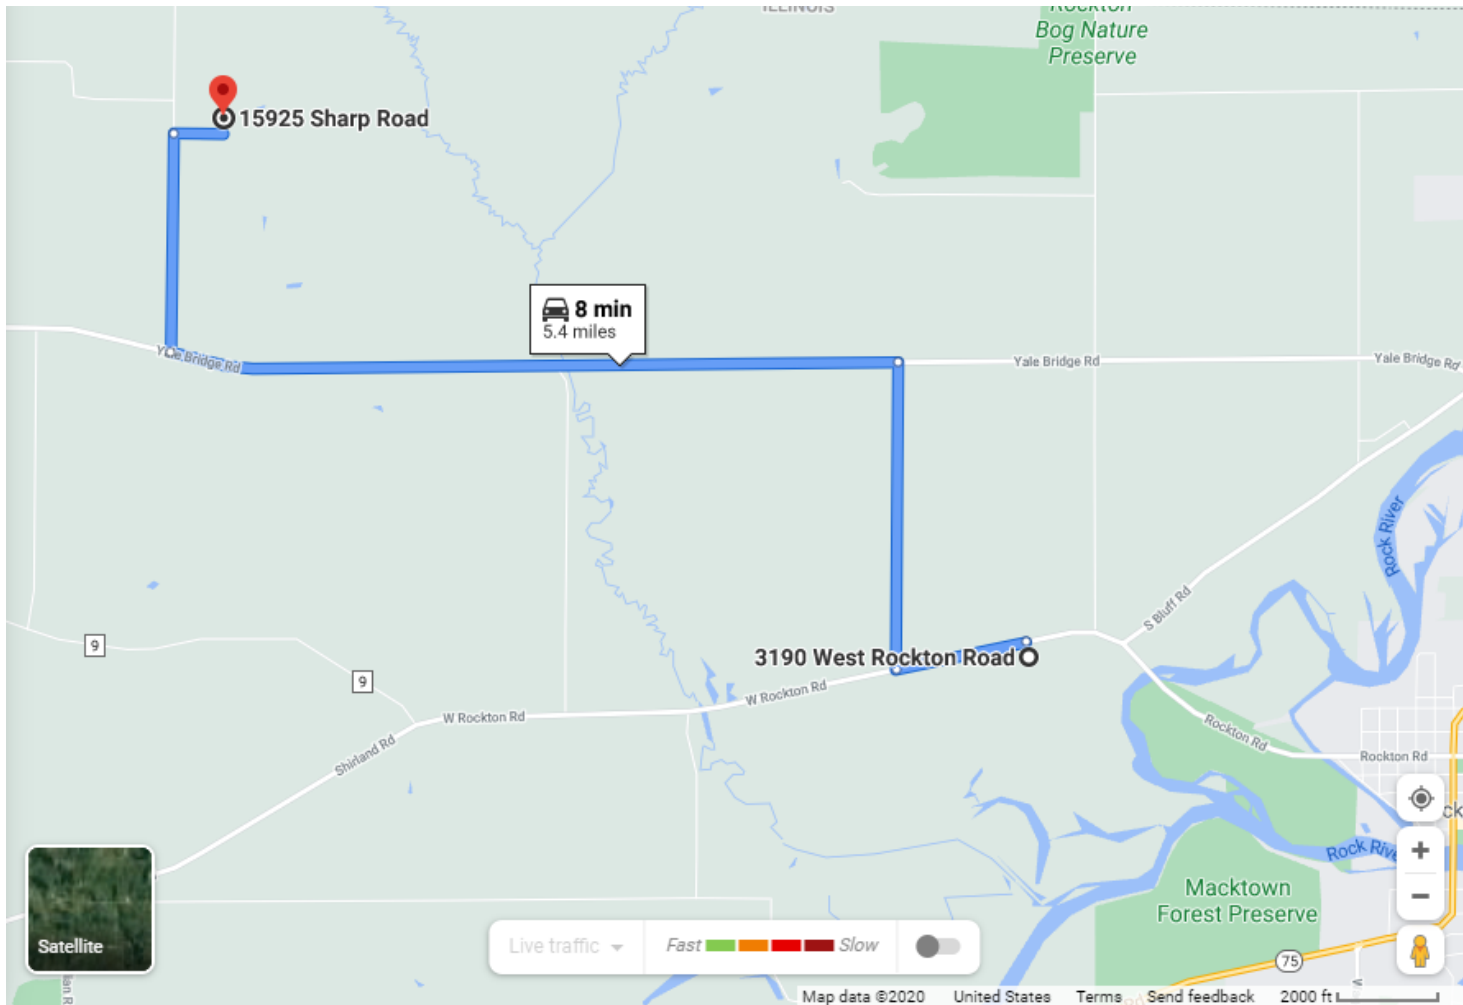 ILLINOIS
Rockton
Bog Nature
Preserve
15925 Sharp Road
8 min
5.4 miles
Yale Bridge Rd
Yale Bridge Rd
Yale Bridge Rd
Rock River
S Bluff Rd
9
3190 West Rockton Road
9
W Rockton Rd
W Rockton Rd
Shirland Rd
Rockton Rd
Rockton Rd
Rock Rive
Macktown
Forest Preserve
Satellite
Live traffic
Fast
Slow
75
Map data ©2020 United States Terms Send feedback 2000 ft